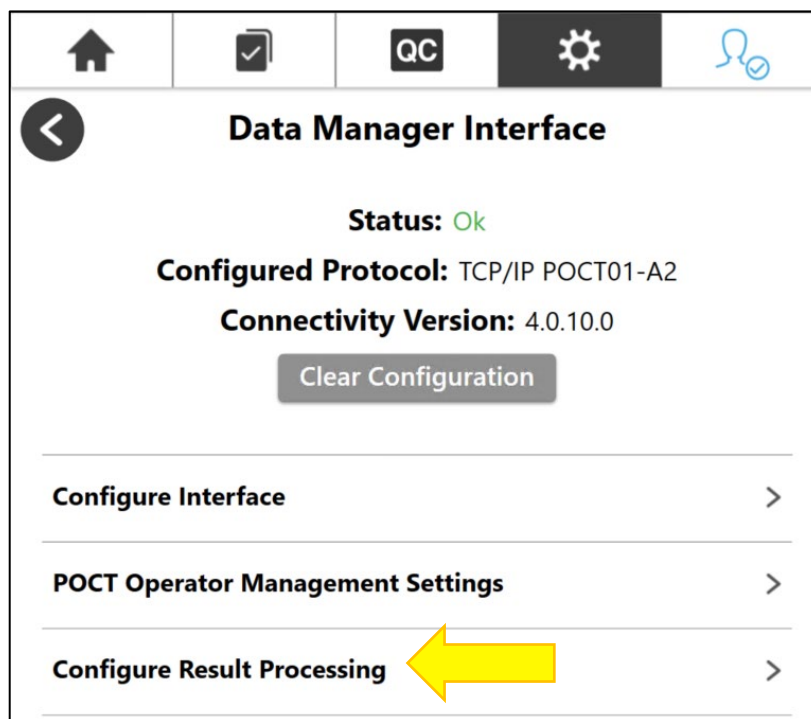 QC
Data Manager Interface
Status: Ok
Configured Protocol: TCP/IP POCT01-A2
Connectivity Version: 4.0.10.0
Clear Configuration
Configure Interface
POCT Operator Management Settings
Configure Result Processing